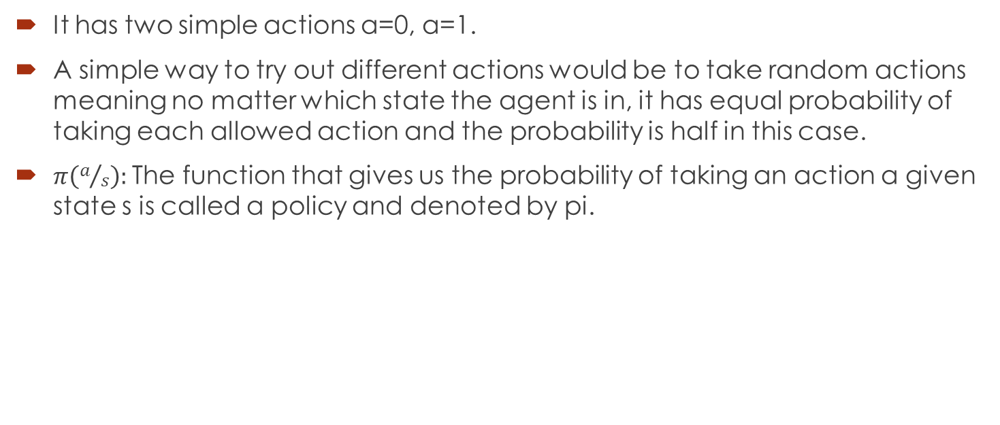 It has two simple actions a=0, a=1.
A simple way to try out different actions would be to take random actions
meaning no matter which state the agent is in, it has equal probability of
taking each allowed action and the probability is half in this case.
π(a/s): The function that gives us the probability of taking an action a given
state s is called a policy and denoted by pi.